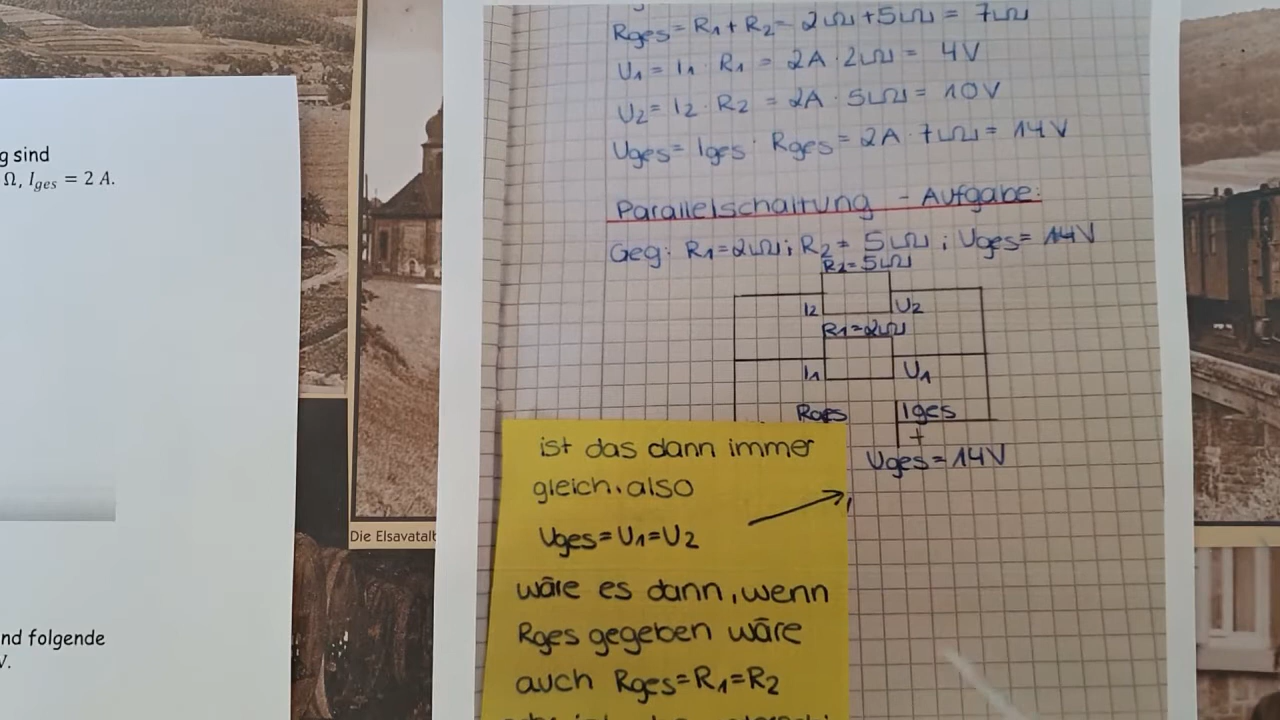 g sind
Ω, I_ges = 2 A.
nd folgende
V.
Die Elsavatalb
Rges = R1 + R2 = 2Ω + 5Ω = 7Ω
U1 = I1 · R1 = 2A · 2Ω = 4V
U2 = I2 · R2 = 2A · 5Ω = 10V
Uges = Iges · Rges = 2A · 7Ω = 14V
Parallelschaltung - Aufgabe:
Geg: R1 = 2Ω ; R2 = 5Ω ; Uges = 14V
R2 = 5Ω
I2 U2
R1 = 2Ω
I1 U1
Rges Iges
+
Uges = 14V
ist das dann immer
gleich. also
Uges = U1 = U2
wäre es dann, wenn
Rges gegeben wäre
auch Rges = R1 = R2